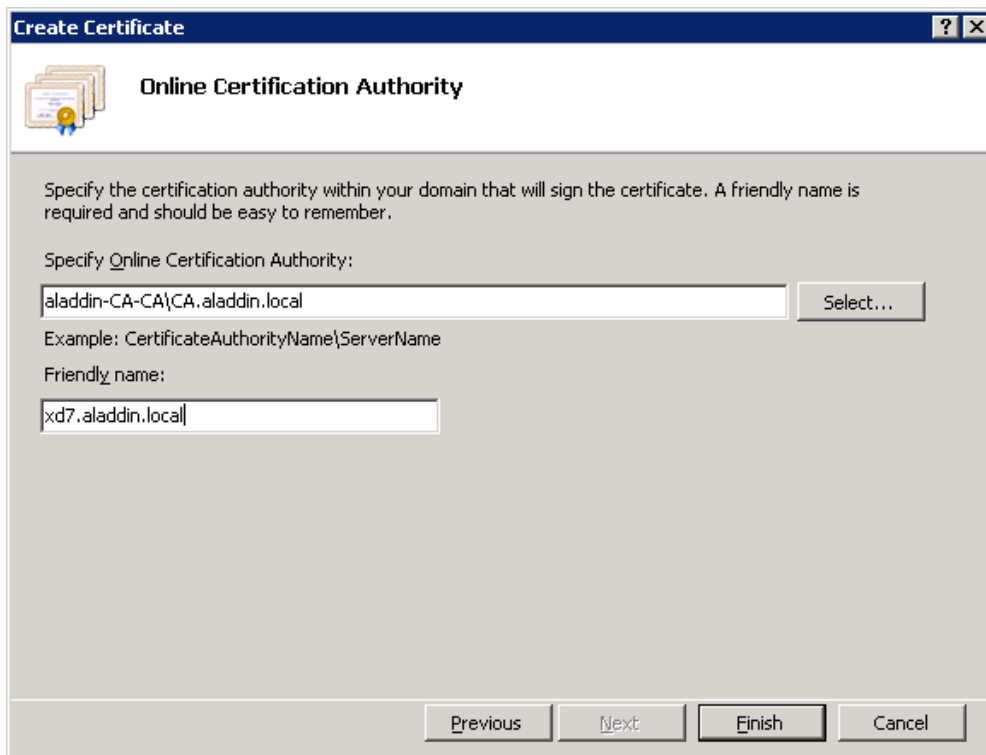 Create Certificate
Online Certification Authority
Specify the certification authority within your domain that will sign the certificate. A friendly name is
required and should be easy to remember.
Specify Online Certification Authority:
aladdin-CA-CA\CA.aladdin.local
Select...
Example: CertificateAuthorityName\ServerName
Friendly name:
xd7.aladdin.local
Previous
Next
Finish
Cancel